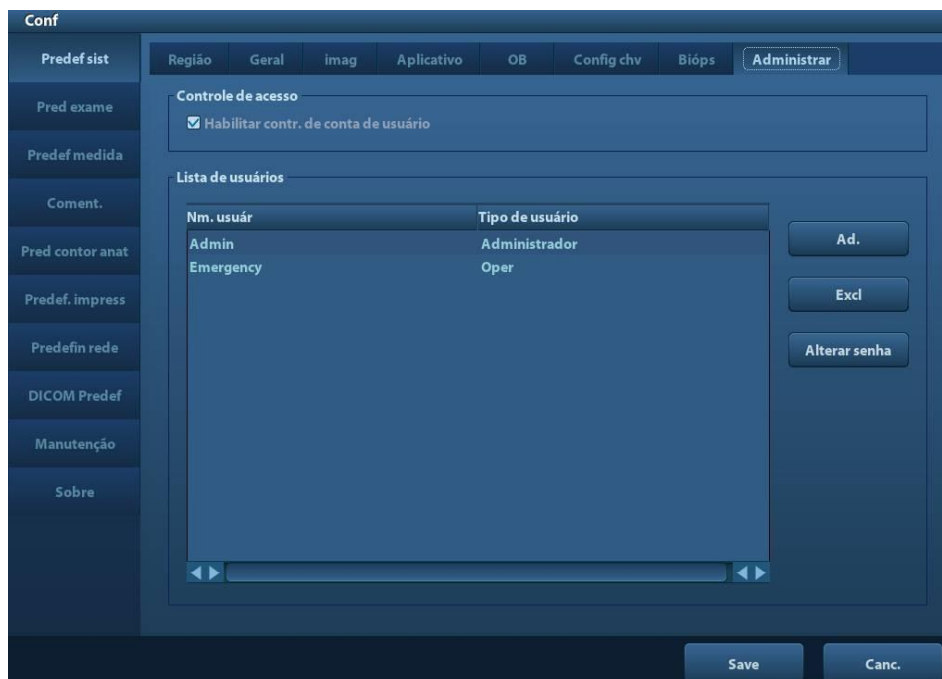 Conf
Predef sist
Pred exame
Predef medida
Coment.
Pred contor anat
Predef. impress
Predefin rede
DICOM Predef
Manutenção
Sobre
Região Geral imag Aplicativo OB Config chv Bióps Administrar
Controle de acesso
Habilitar contr. de conta de usuário
Lista de usuários
Nm. usuár Tipo de usuário
Admin Administrador
Emergency Oper
Ad.
Excl
Alterar senha
Save Canc.